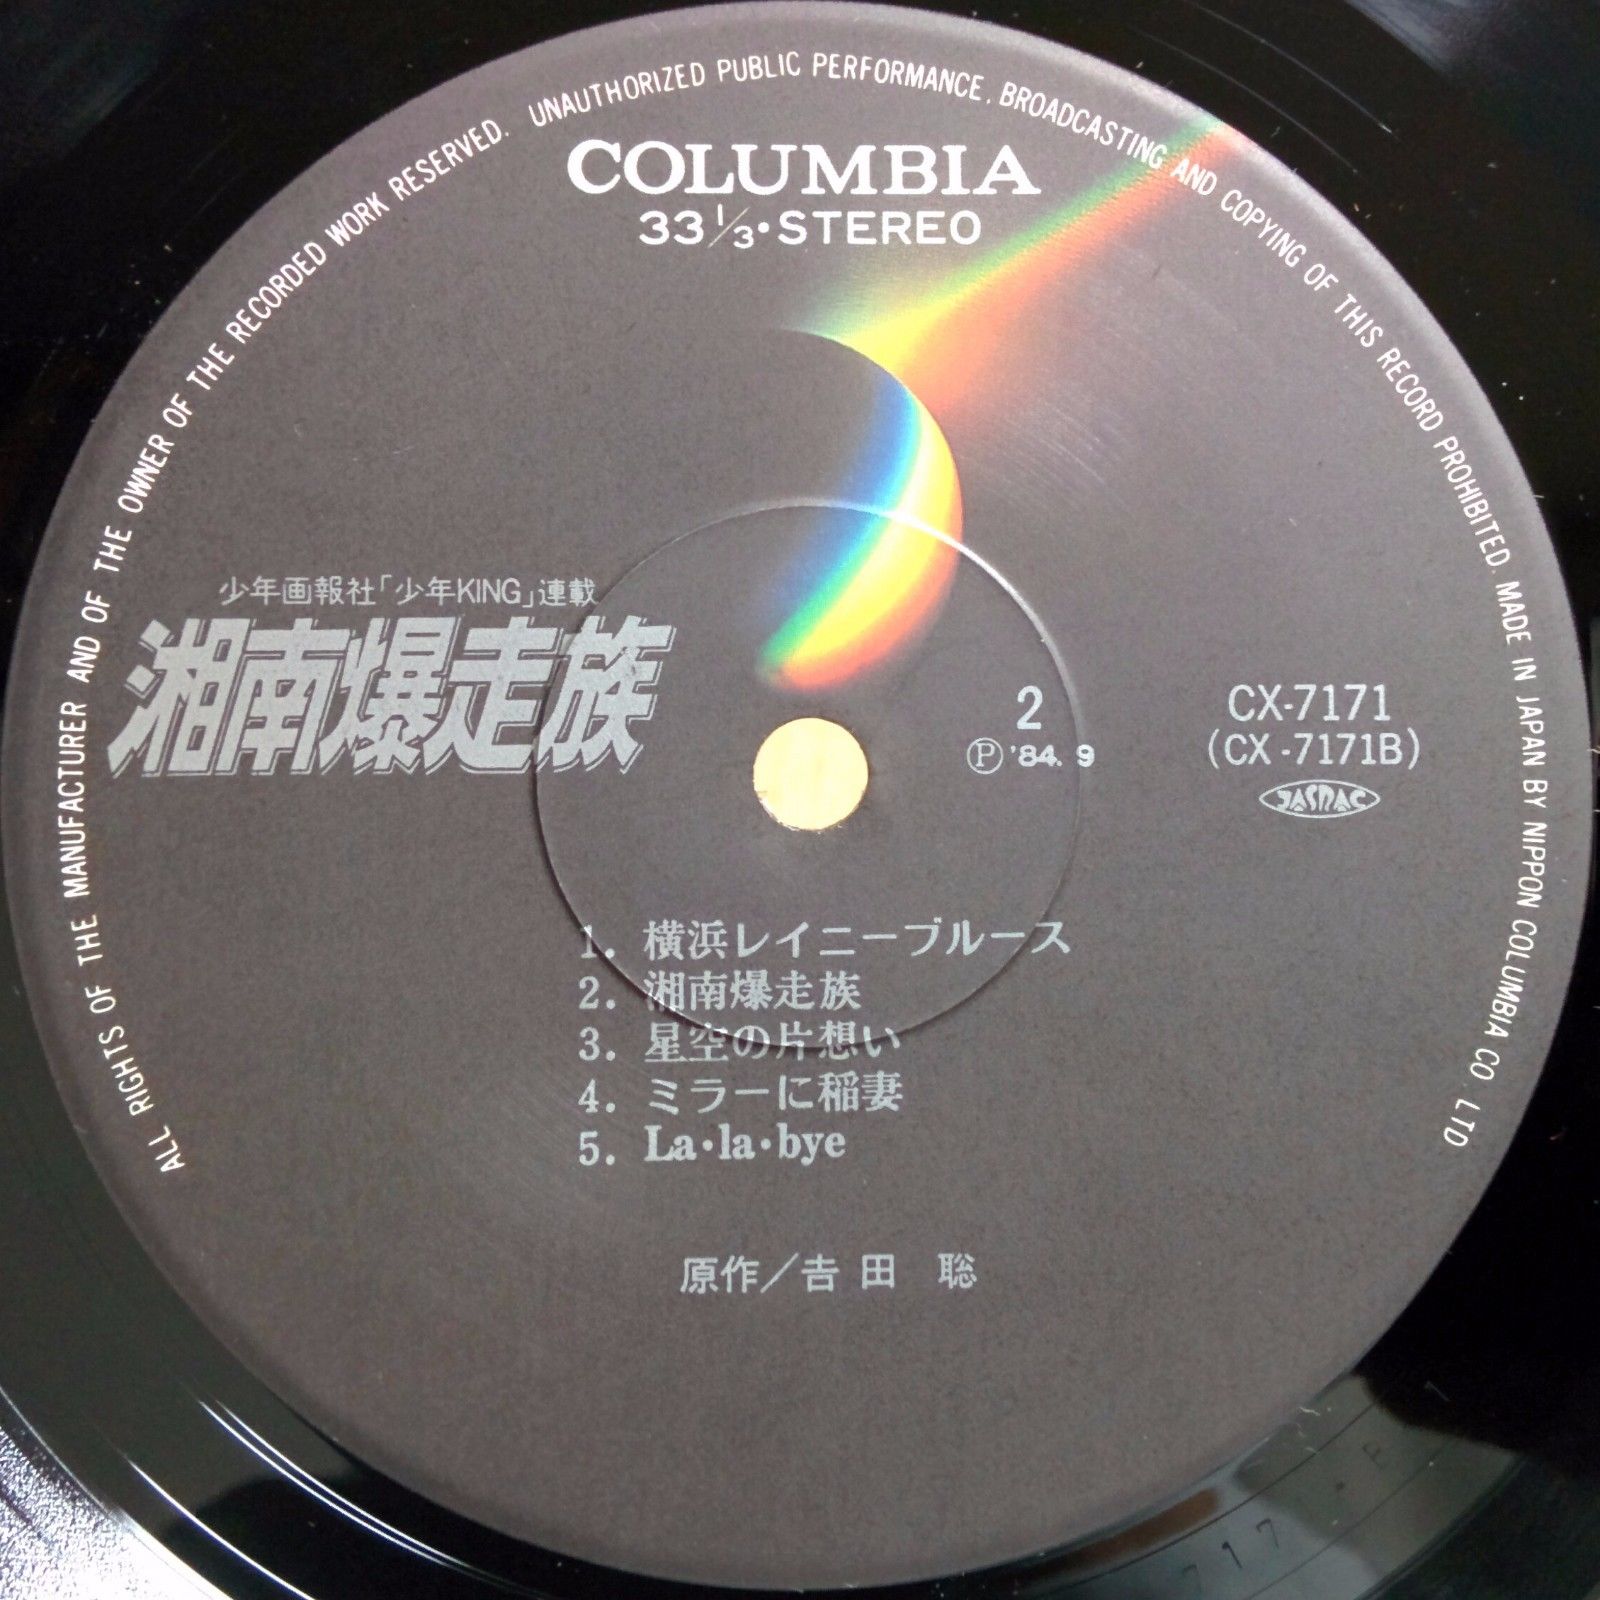 ALL RIGHTS OF THE MANUFACTURER AND OF THE OWNER OF THE RECORDED WORK RESERVED. UNAUTHORIZED PUBLIC PERFORMANCE. BROADCASTING AND COPYING OF THIS RECORD PROHIBITED. MADE IN JAPAN BY NIPPON COLUMBIA CO. LTD
COLUMBIA
33 1/3・STEREO
少年画報社「少年KING」連載
湘南爆走族
2
Ⓟ '84. 9
CX-7171
(CX-7171B)
JASRAC
1. 横浜レイニーブルース
2. 湘南爆走族
3. 星空の片想い
4. ミラーに稲妻
5. La・la・bye
原作/吉田 聡